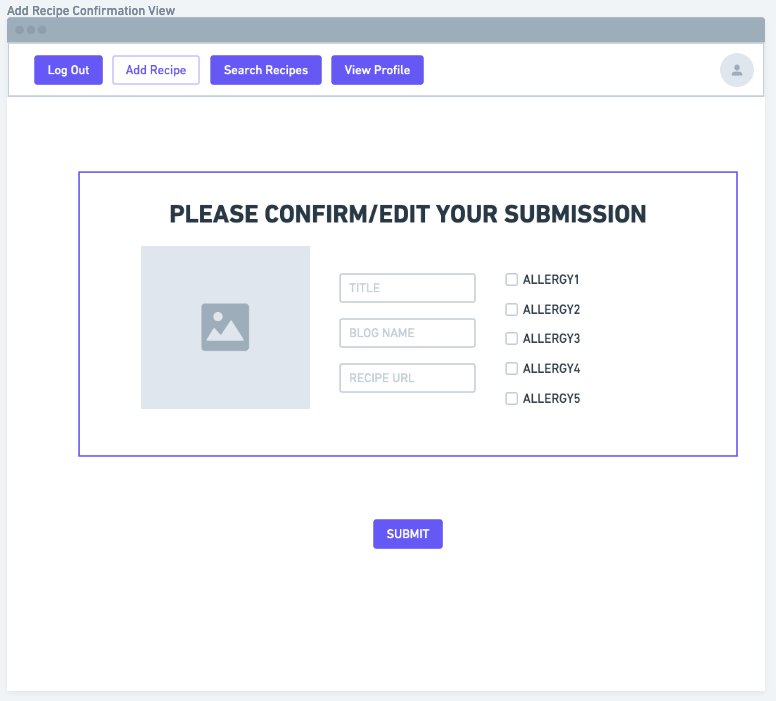 Add Recipe Confirmation View
Log Out Add Recipe Search Recipes View Profile
PLEASE CONFIRM/EDIT YOUR SUBMISSION
TITLE
BLOG NAME
RECIPE URL
ALLERGY1
ALLERGY2
ALLERGY3
ALLERGY4
ALLERGY5
SUBMIT